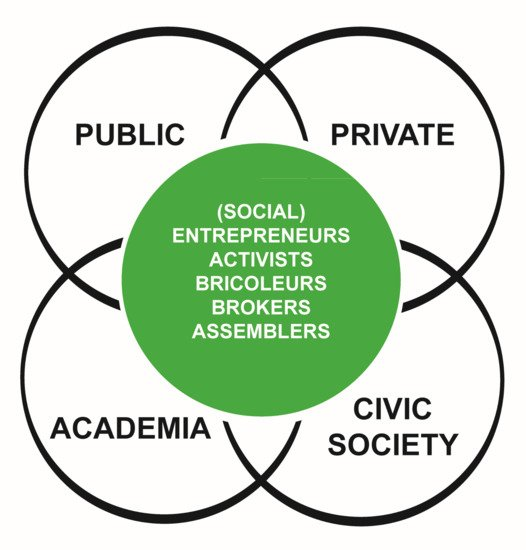 PUBLIC
PRIVATE
(SOCIAL)
ENTREPRENEURS
ACTIVISTS
BRICOLEURS
BROKERS
ASSEMBLERS
ACADEMIA
CIVIC
SOCIETY